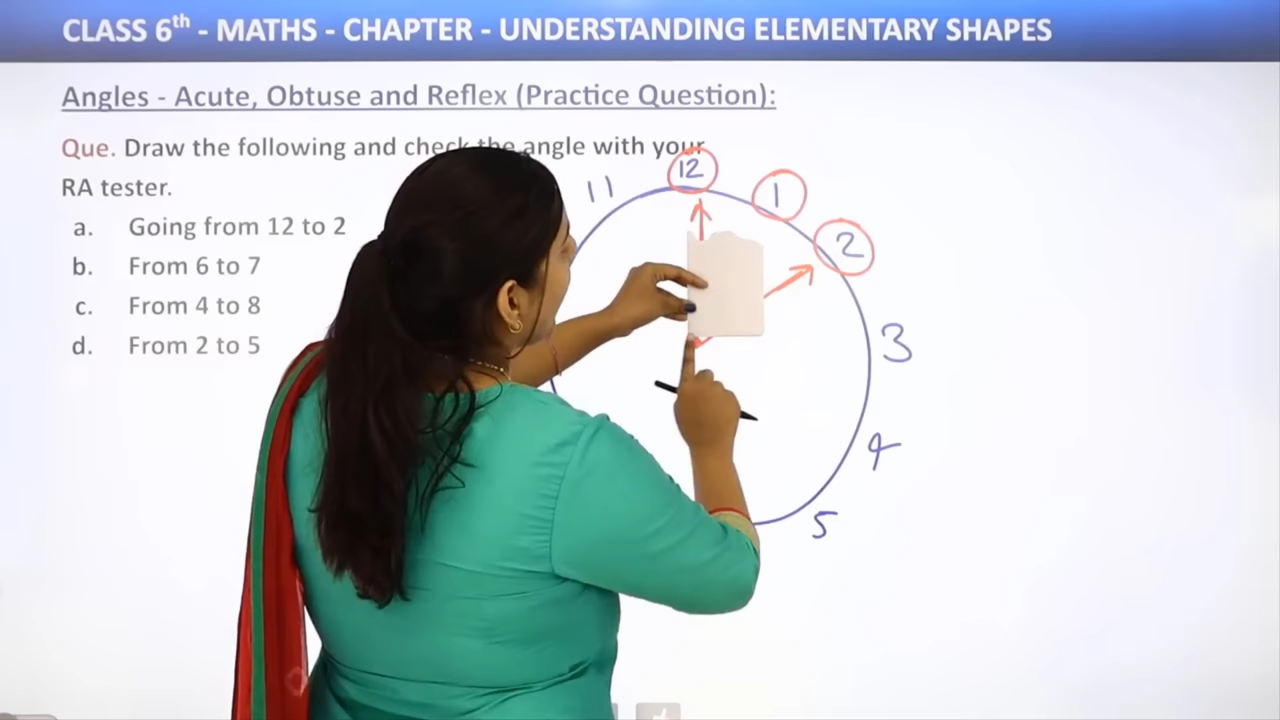 CLASS 6th - MATHS - CHAPTER - UNDERSTANDING ELEMENTARY SHAPES
Angles - Acute, Obtuse and Reflex (Practice Question):
Que. Draw the following and check the angle with your
RA tester.
a. Going from 12 to 2
b. From 6 to 7
c. From 4 to 8
d. From 2 to 5
11 12 1
2
3
4
5